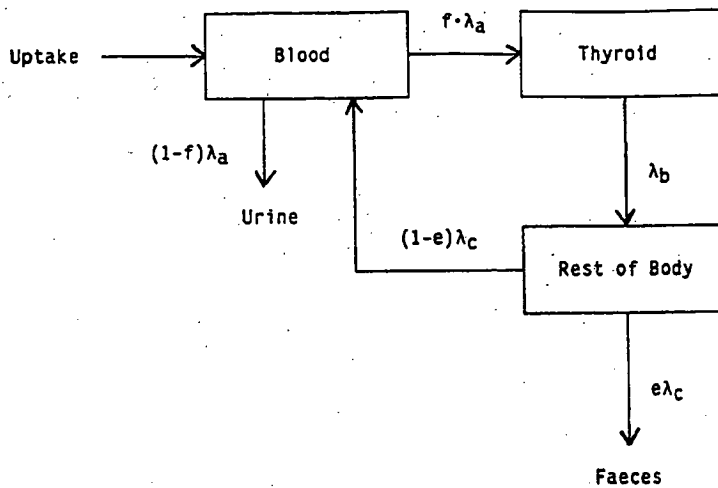 f·λa
Uptake
Blood
Thyroid
(1-f)λa
λb
Urine
(1-e)λc
Rest of Body
eλc
Faeces